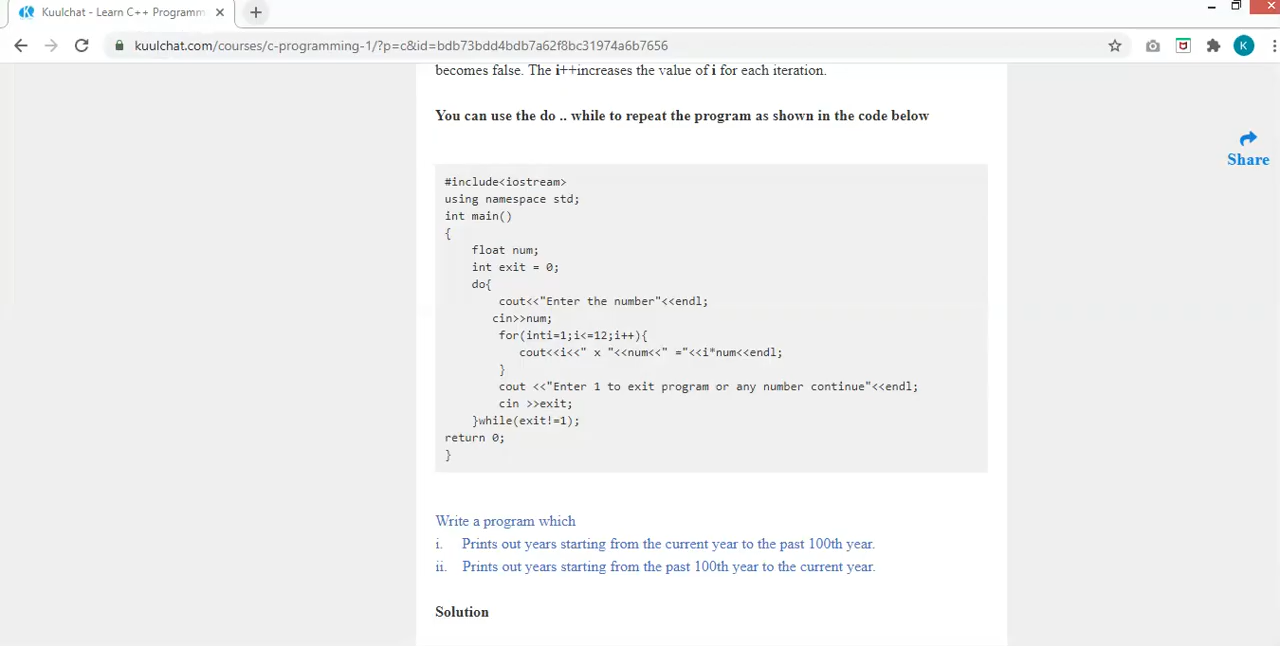 Kuulchat - Learn C++ Programm
kuulchat.com/courses/c-programming-1/?p=c&id=bdb73bdd4bdb7a62f8bc31974a6b7656
K
becomes false. The i++increases the value of i for each iteration.
You can use the do .. while to repeat the program as shown in the code below
Share
#include<iostream>
using namespace std;
int main()
{
    float num;
    int exit = 0;
    do{
        cout<<"Enter the number"<<endl;
       cin>>num;
        for(inti=1;i<=12;i++){
           cout<<i<<" x "<<num<<" ="<<i*num<<endl;
        }
        cout <<"Enter 1 to exit program or any number continue"<<endl;
        cin >>exit;
    }while(exit!=1);
return 0;
}
Write a program which
i. Prints out years starting from the current year to the past 100th year.
ii. Prints out years starting from the past 100th year to the current year.
Solution